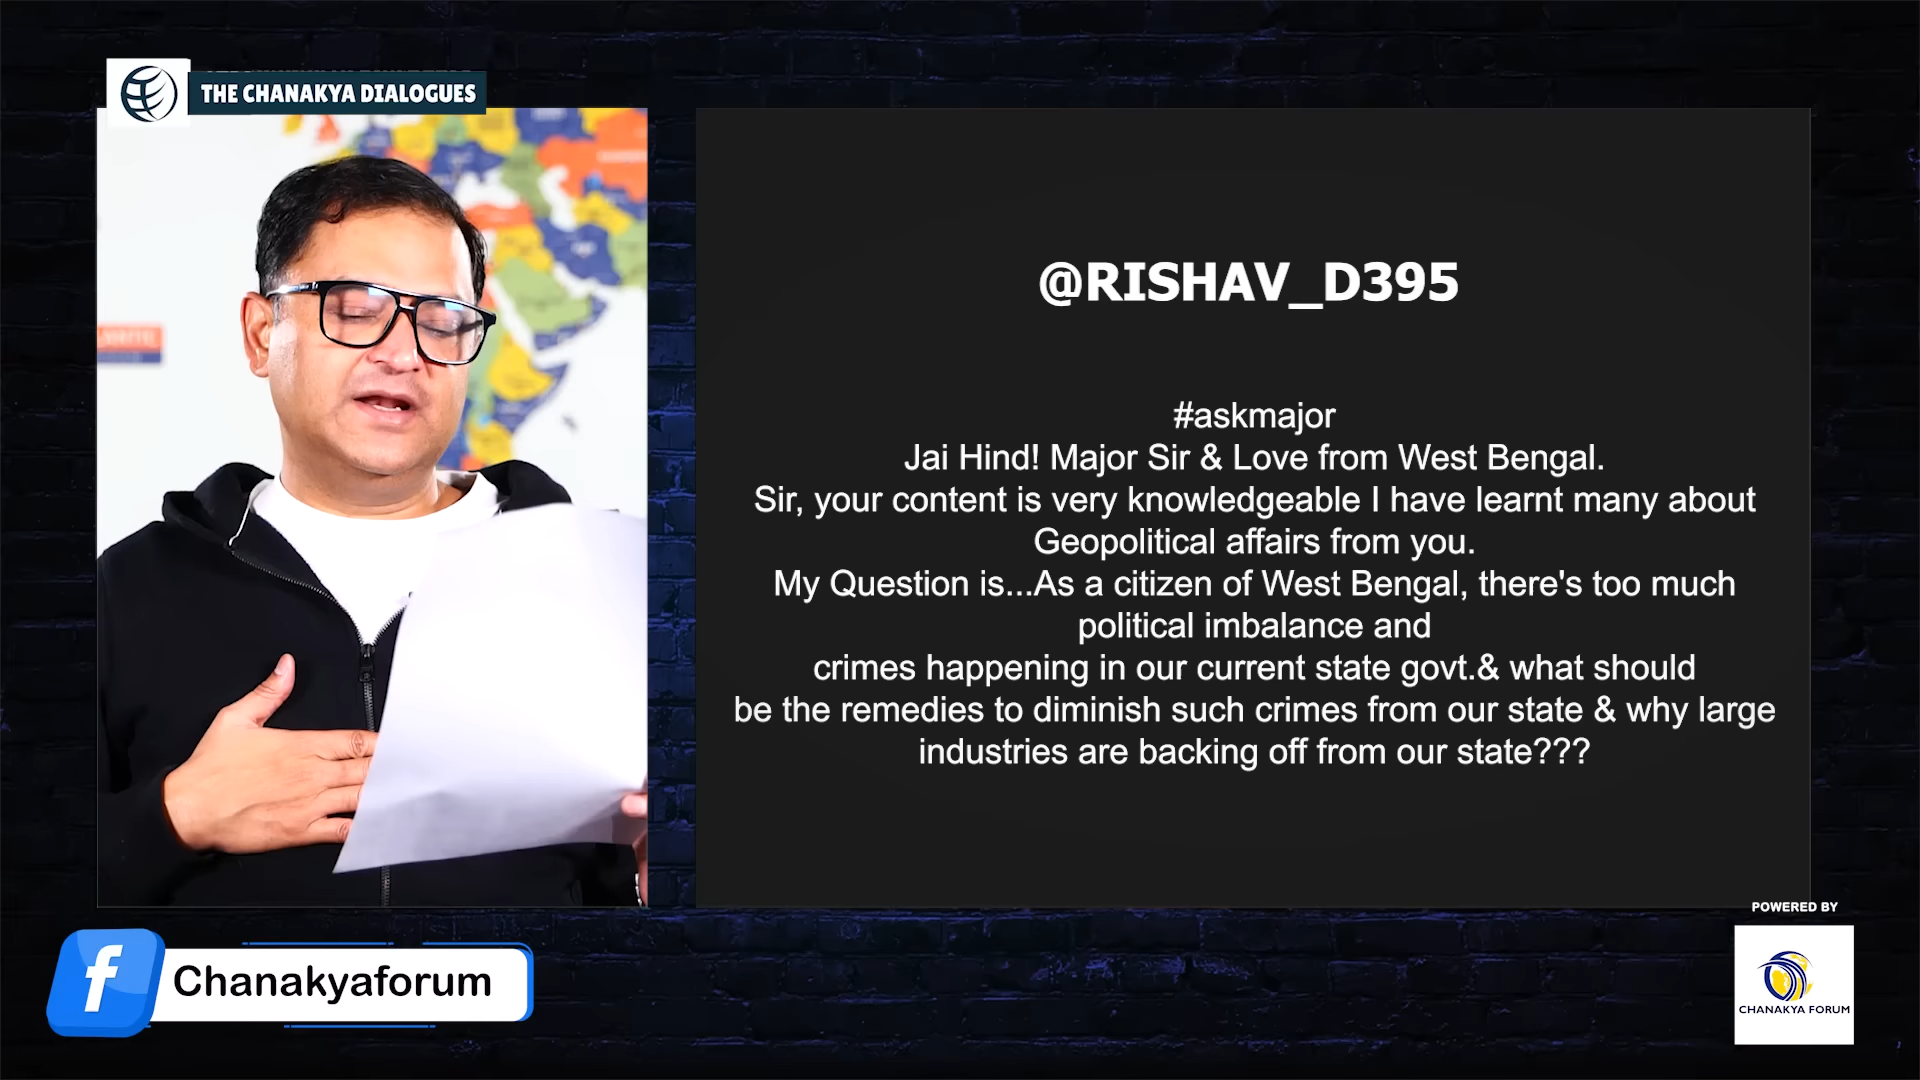 THE CHANAKYA DIALOGUES
@RISHAV_D395
#askmajor
Jai Hind! Major Sir & Love from West Bengal.
Sir, your content is very knowledgeable I have learnt many about
Geopolitical affairs from you.
My Question is...As a citizen of West Bengal, there's too much
political imbalance and
crimes happening in our current state govt.& what should
be the remedies to diminish such crimes from our state & why large
industries are backing off from our state???
POWERED BY
CHANAKYA FORUM
f Chanakyaforum